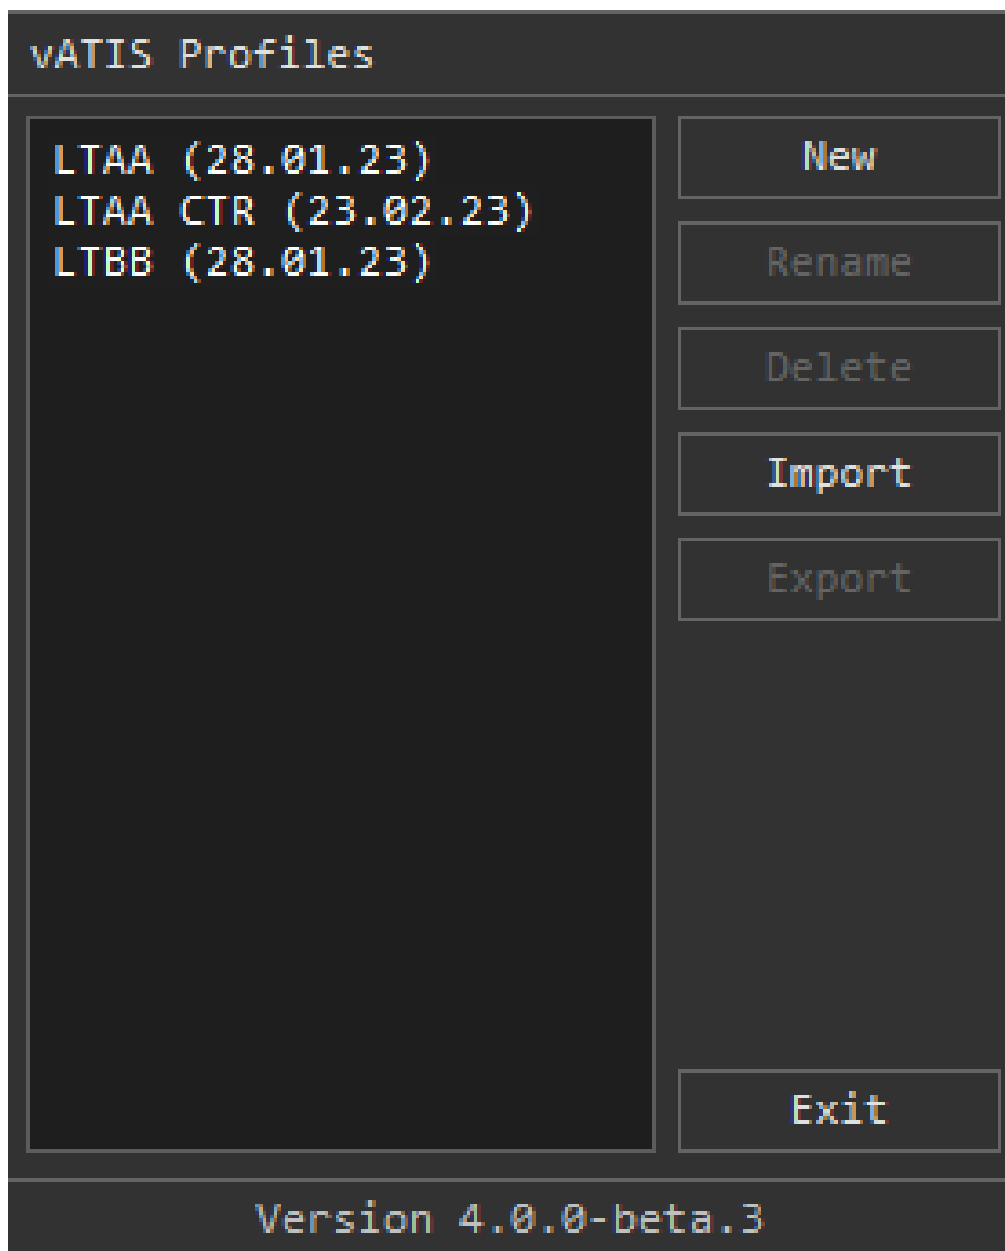 vATIS Profiles
LTAA (28.01.23)
LTAA CTR (23.02.23)
LTBB (28.01.23)
New
Rename
Delete
Import
Export
Exit
Version 4.0.0-beta.3